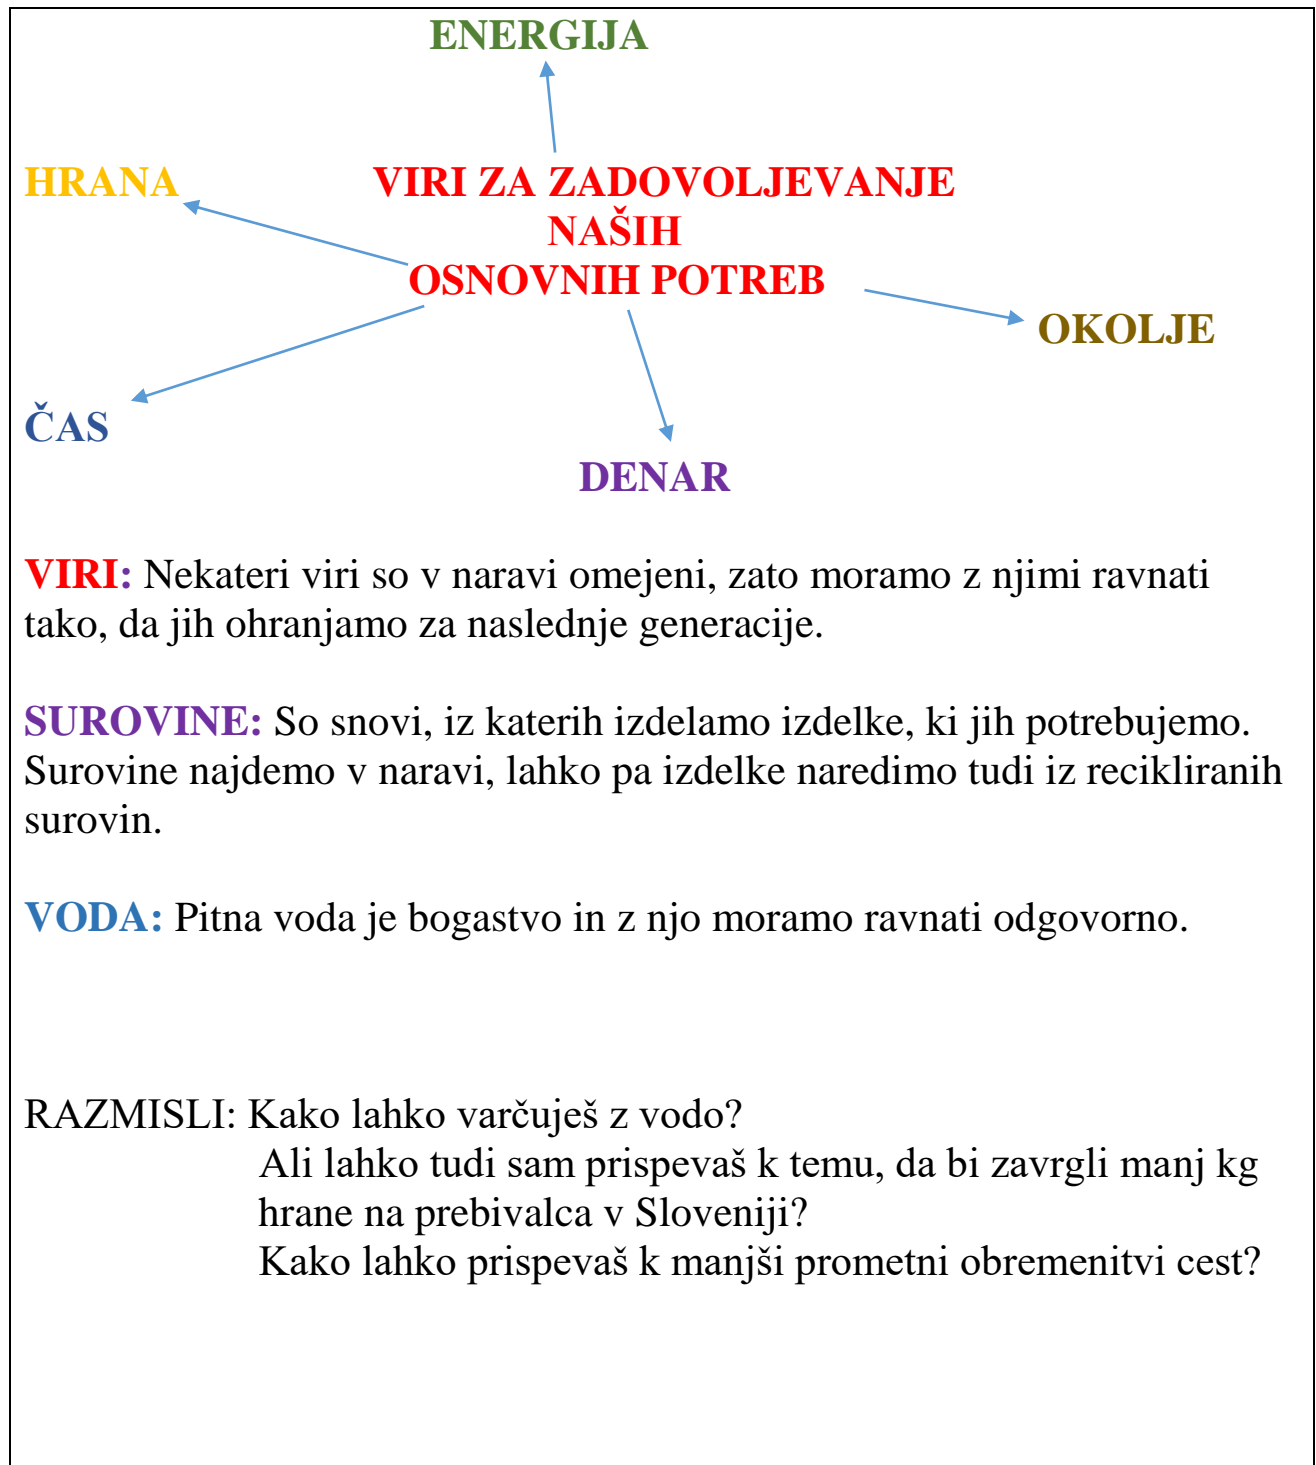 ENERGIJA
HRANA
VIRI ZA ZADOVOLJEVANJE
NAŠIH
OSNOVNIH POTREB
OKOLJE
ČAS
DENAR
VIRI: Nekateri viri so v naravi omejeni, zato moramo z njimi ravnati
tako, da jih ohranjamo za naslednje generacije.
SUROVINE: So snovi, iz katerih izdelamo izdelke, ki jih potrebujemo.
Surovine najdemo v naravi, lahko pa izdelke naredimo tudi iz recikliranih
surovin.
VODA: Pitna voda je bogastvo in z njo moramo ravnati odgovorno.
RAZMISLI: Kako lahko varčuješ z vodo?
Ali lahko tudi sam prispevaš k temu, da bi zavrgli manj kg
hrane na prebivalca v Sloveniji?
Kako lahko prispevaš k manjši prometni obremenitvi cest?